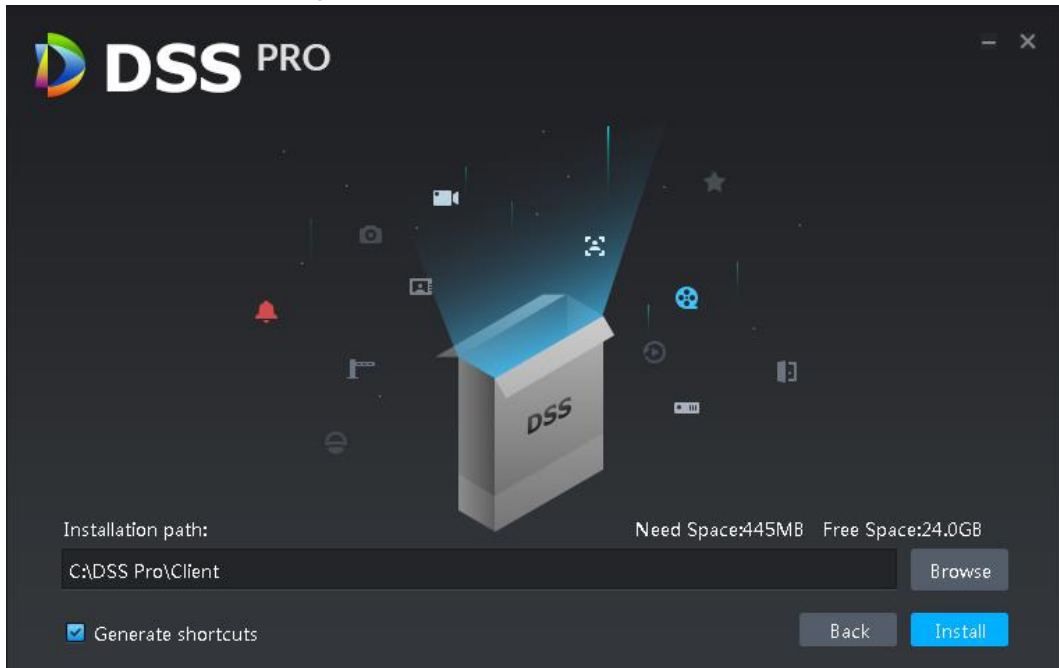 DSS PRO
DSS
Installation path:
Need Space:445MB Free Space:24.0GB
C:\DSS Pro\Client
Browse
Generate shortcuts
Back
Install